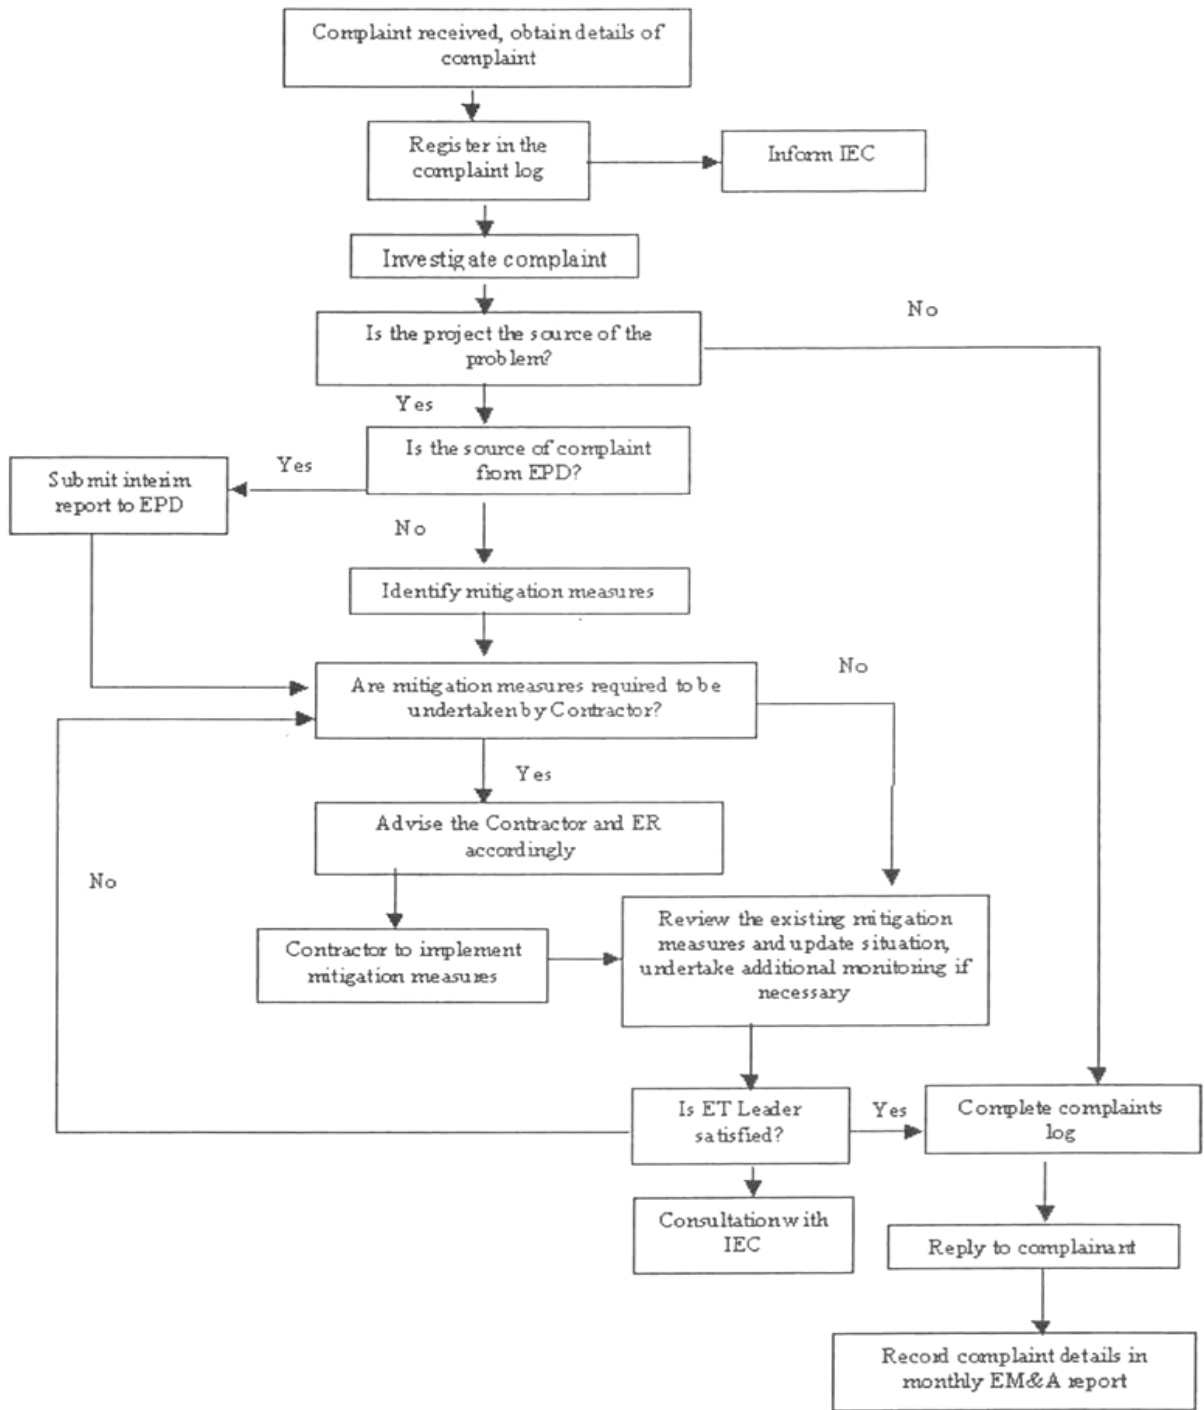 Complaint received, obtain details of
complaint
Register in the
complaint log
Inform IEC
Investigate complaint
No
Is the project the source of the
problem?
Yes
Is the source of complaint
from EPD?
Yes
Submit interim
report to EPD
No
Identify mitigation measures
No
Are mitigation measures required to be
undertaken by Contractor?
Yes
Advise the Contractor and ER
accordingly
No
Review the existing mitigation
measures and update situation,
undertake additional monitoring if
necessary
Contractor to implement
mitigation measures
Is ET Leader
satisfied?
Yes
Complete complaints
log
Consultation with
IEC
Reply to complainant
Record complaint details in
monthly EM&A report